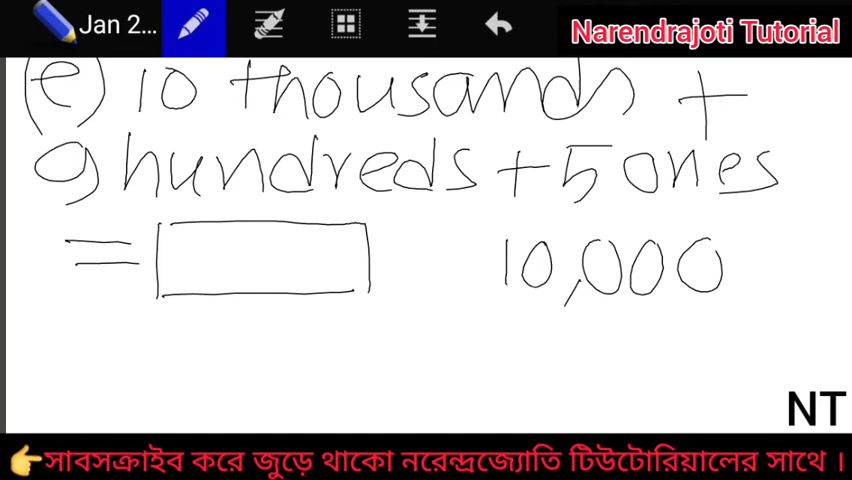 Jan 2...
Narendrajoti Tutorial
(e) 10 thousands +
9 hundreds + 5 ones
=
10,000
NT
👉সাবসক্রাইব করে জুড়ে থাকো নরেন্দ্রজ্যোতি টিউটোরিয়ালের সাথে ।